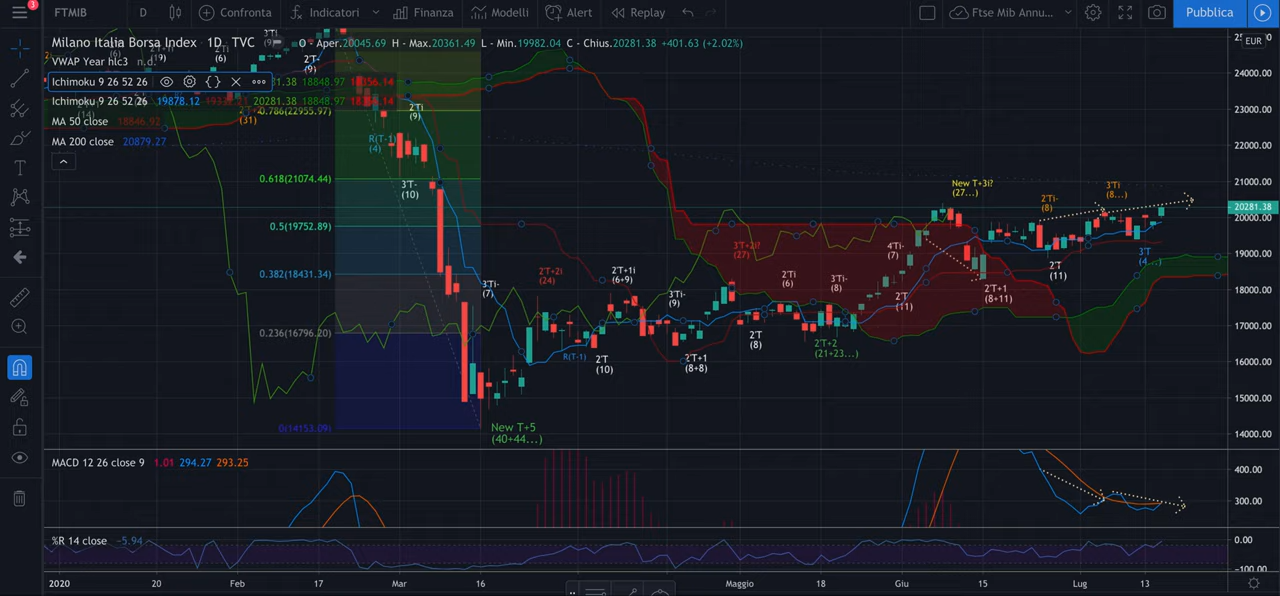 3
FTMIB
D
Confronta
Indicatori
Finanza
Modelli
Alert
Replay
Ftse Mib Annu...
Pubblica
Milano Italia Borsa Index 1D, TVC
O - Aper.20045.69 H - Max.20361.49 L - Min.19982.04 C - Chius.20281.38 +401.63 (+2.02%)
EUR
VWAP Year hlc3 n.d.
Ichimoku 9 26 52 26
Ichimoku 9 26 52 26 19878.12 20281.38 18848.97
MA 50 close 18846.92
MA 200 close 20879.27
24000.00
23000.00
22000.00
21000.00
20281.38
20000.00
19000.00
18000.00
17000.00
16000.00
15000.00
14000.00
0.786(22955.97)
0.618(21074.44)
0.5(19752.89)
0.382(18431.34)
0.236(16796.20)
0(14153.09)
(6)
(9)
(31)
2'Ti
(9)
R(T-1)
(4)
3'T-
(10)
3'Ti-
(7)
New T+5
(40+44...)
2'T+2i
(24)
R(T-1)
2'T
(10)
2'T+1i
(6+9)
3'Ti-
(9)
2'T+1
(8+8)
3'T+2i?
(27)
2'T
(8)
2'Ti
(6)
3'Ti-
(8)
2'T+2
(21+23...)
4'Ti-
(7)
2'T
(11)
New T+3i?
(27...)
2'T+1
(8+11)
2'Ti-
(8)
2'T
(11)
3'Ti
(8...)
3'T
(4...)
MACD 12 26 close 9 1.01 294.27 293.25
400.00
300.00
%R 14 close -5.94
0.00
-100.00
2020 20 Feb 17 Mar 16 Maggio 18 Giu 15 Lug 13